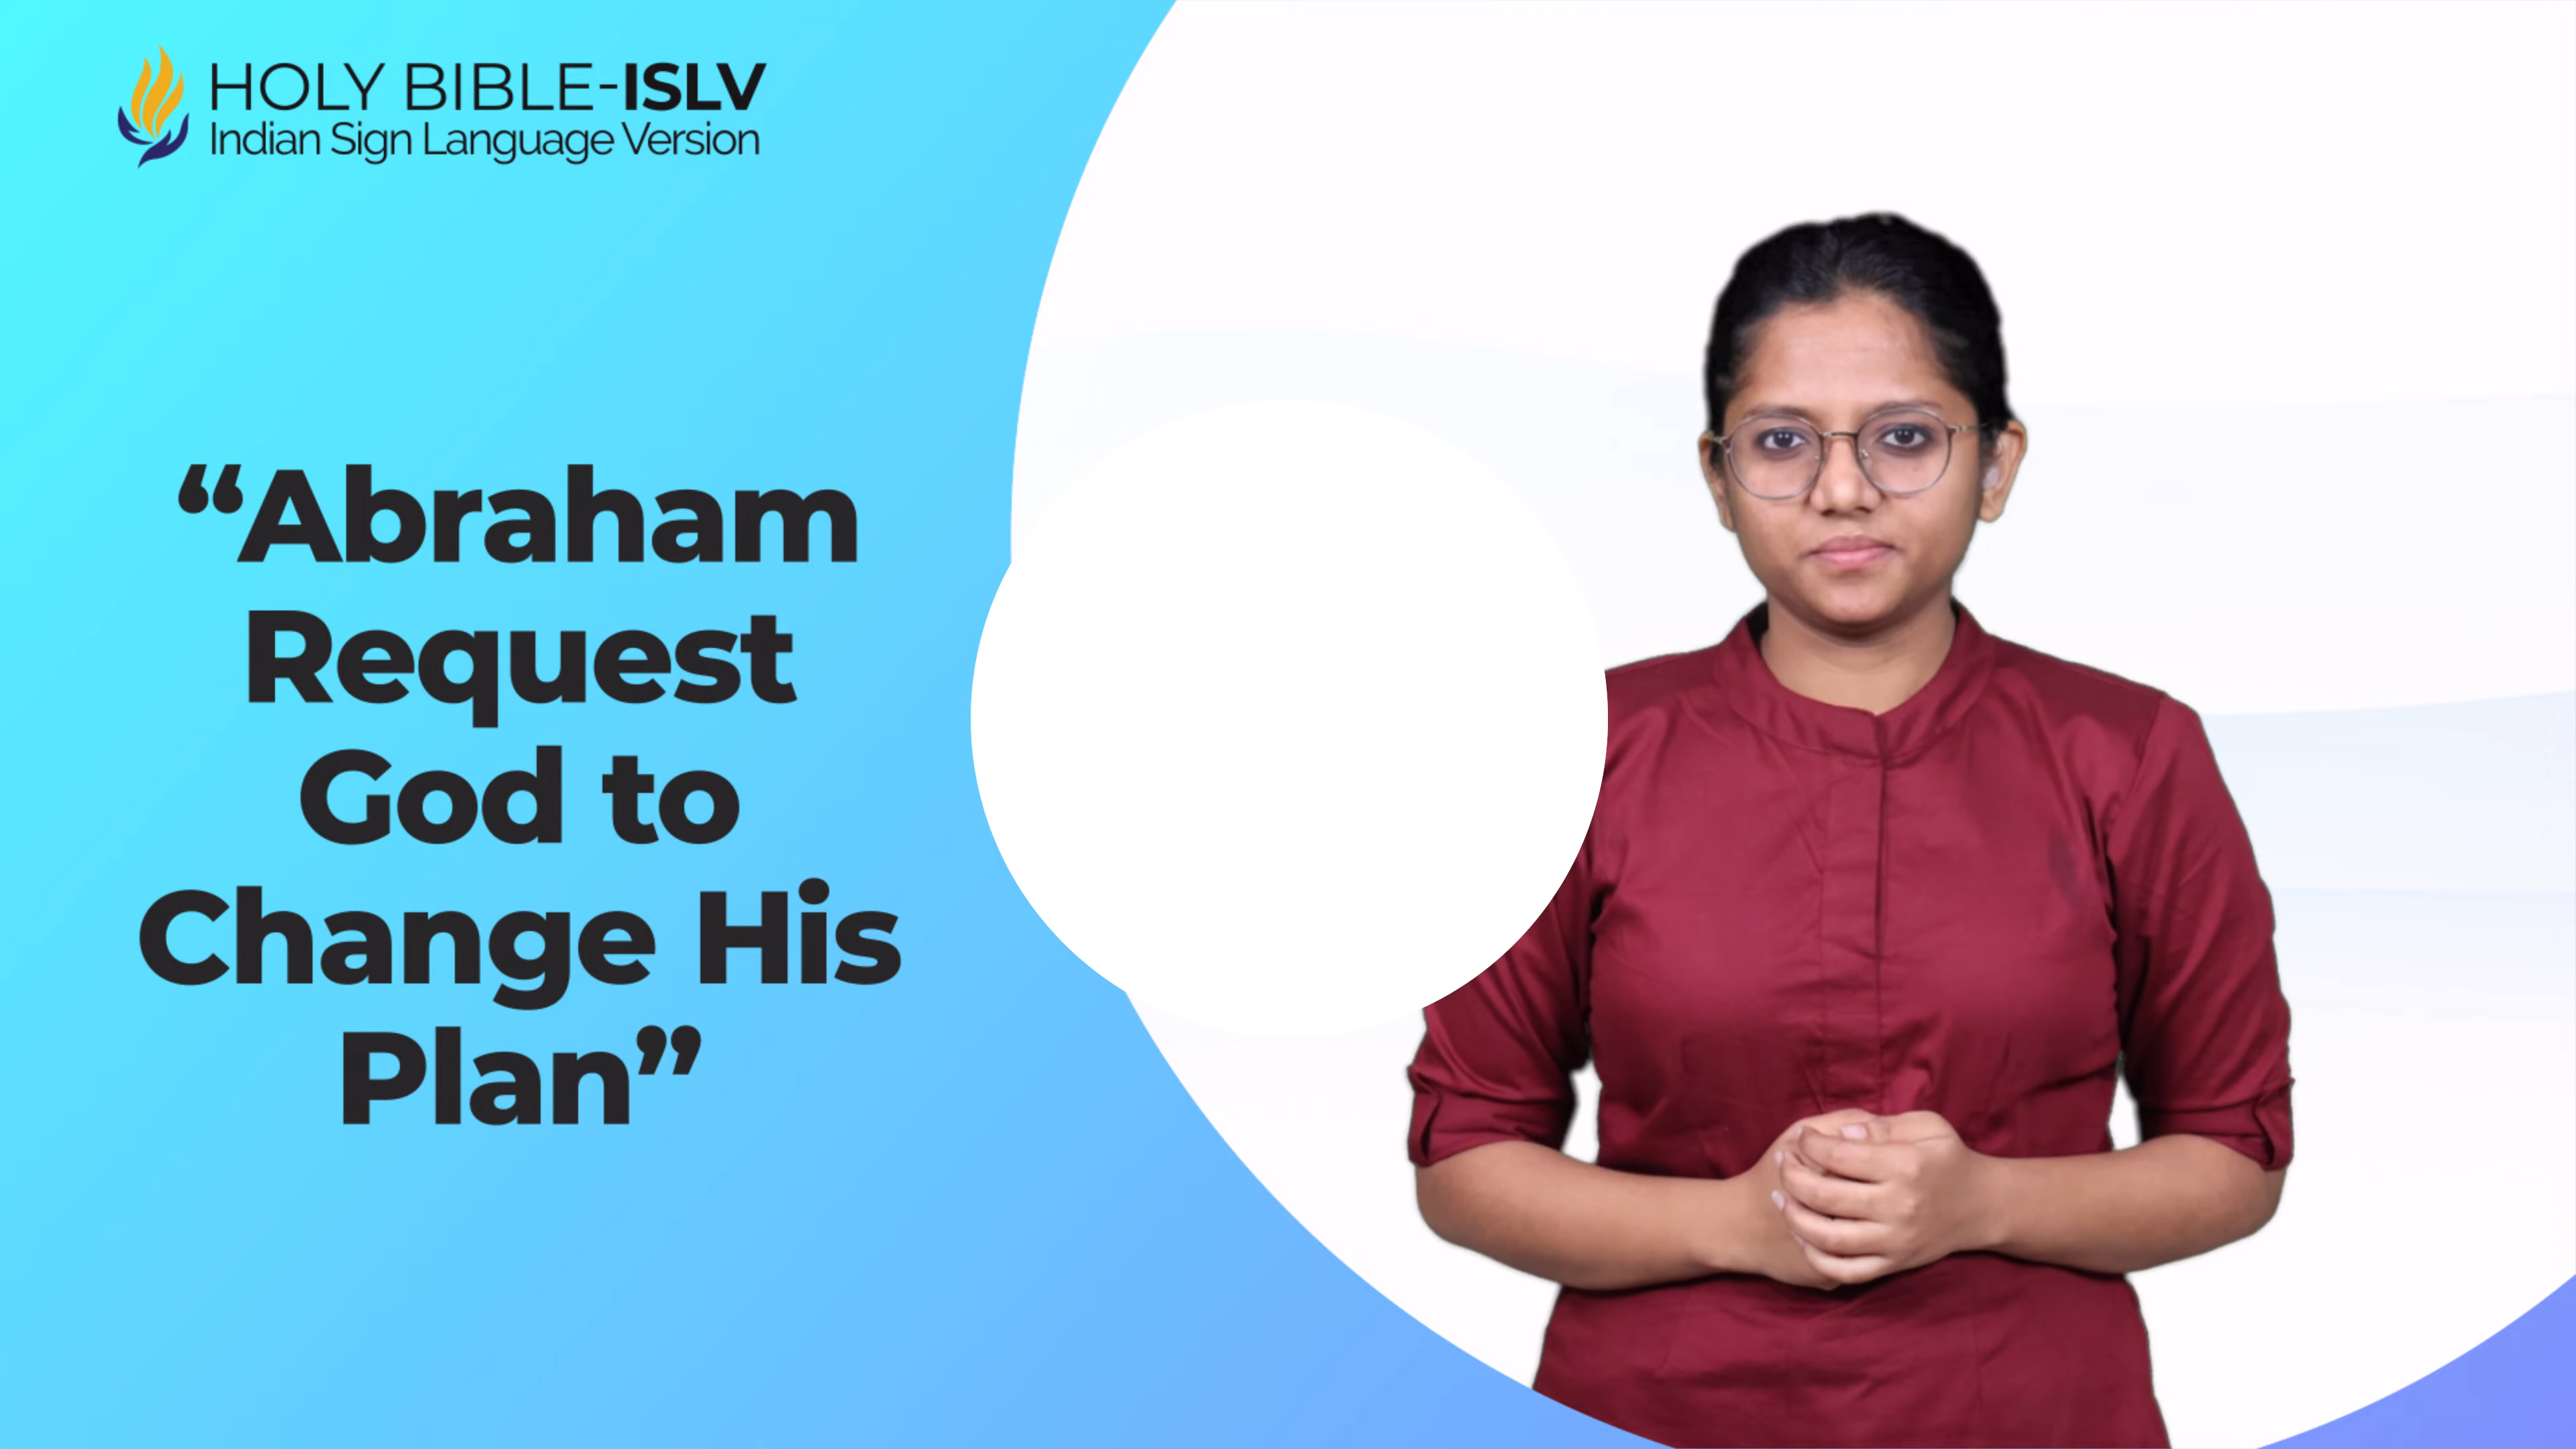 HOLY BIBLE-ISLV
Indian Sign Language Version
“Abraham
Request
God to
Change His
Plan”